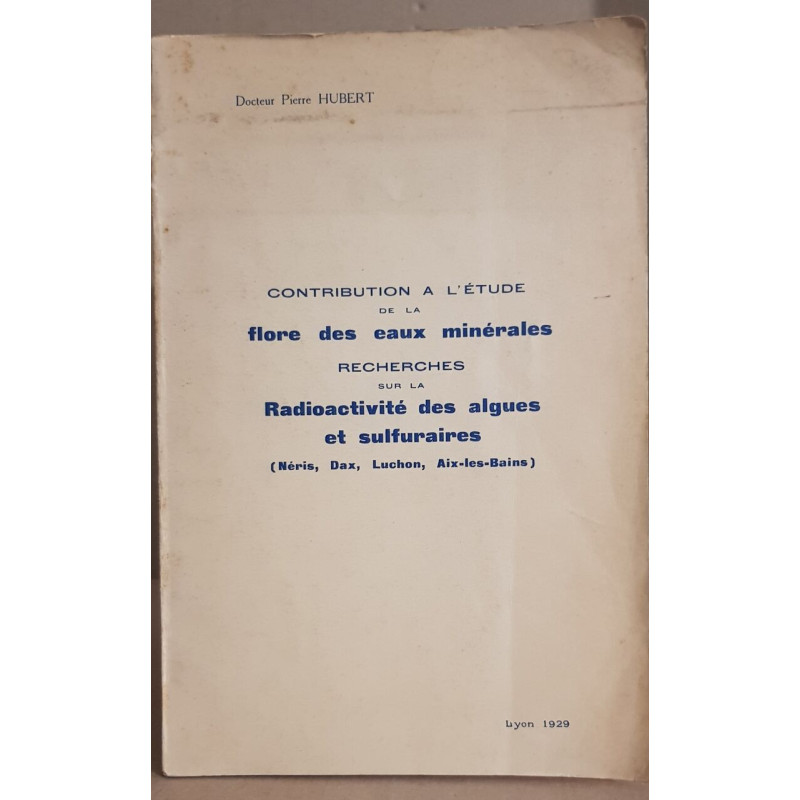 Docteur Pierre HUBERT
CONTRIBUTION A L'ÉTUDE
DE LA
flore des eaux minérales
RECHERCHES
SUR LA
Radioactivité des algues
et sulfuraires
(Néris, Dax, Luchon, Aix-les-Bains)
Lyon 1929